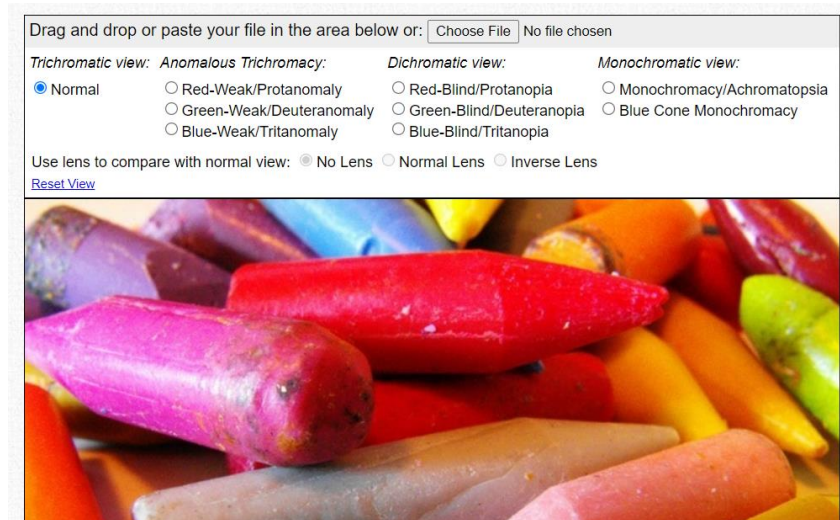 Drag and drop or paste your file in the area below or: Choose File No file chosen
Trichromatic view: Anomalous Trichromacy: Dichromatic view: Monochromatic view:
Normal Red-Weak/Protanomaly Red-Blind/Protanopia Monochromacy/Achromatopsia
Green-Weak/Deuteranomaly Green-Blind/Deuteranopia Blue Cone Monochromacy
Blue-Weak/Tritanomaly Blue-Blind/Tritanopia
Use lens to compare with normal view: No Lens Normal Lens Inverse Lens
Reset View